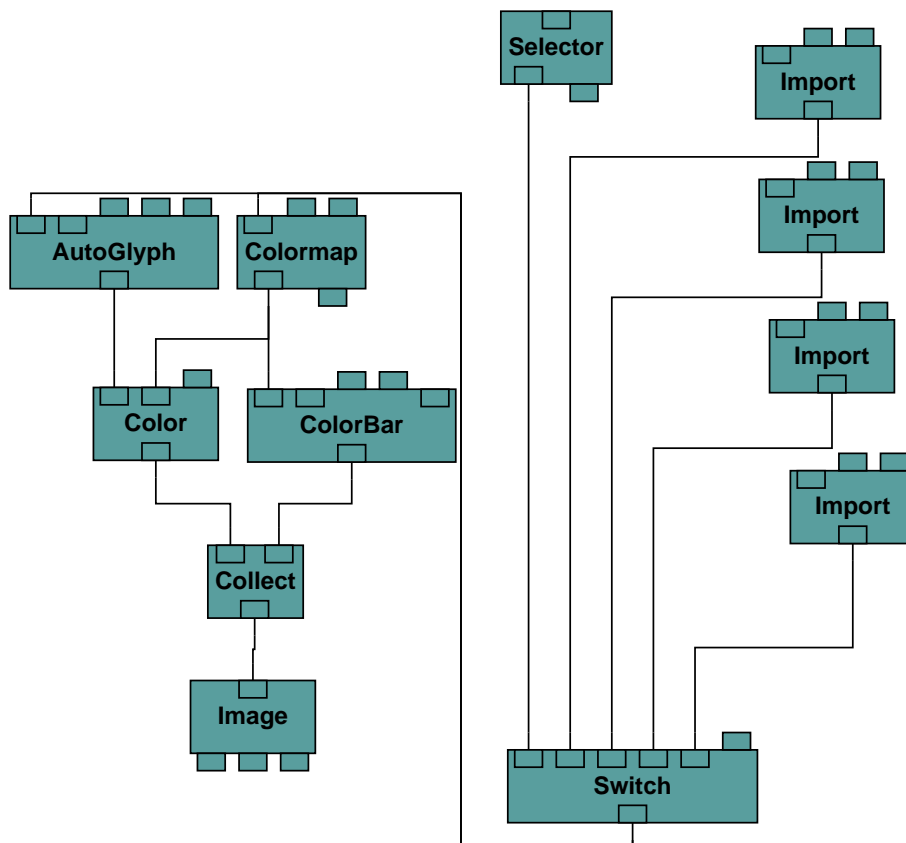 Selector
Import
Import
AutoGlyph
Colormap
Import
Color
ColorBar
Import
Collect
Image
Switch